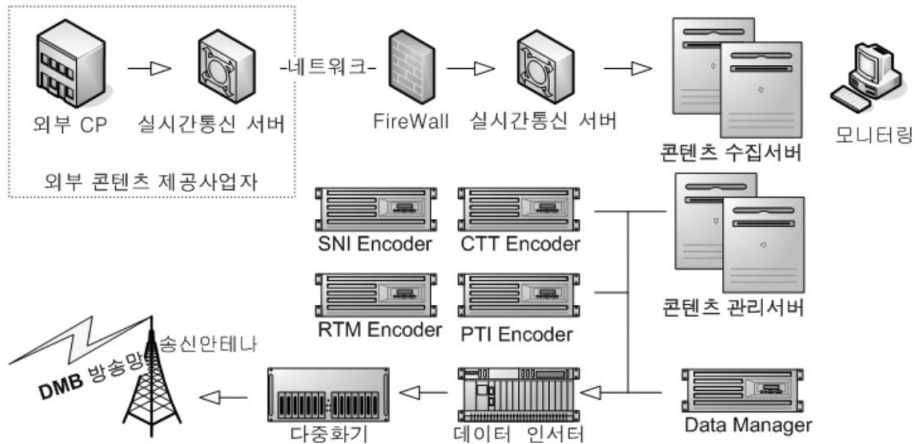 외부 CP
실시간통신 서버
-네트워크-
FireWall
실시간통신 서버
콘텐츠 수집서버
모니터링
외부 콘텐츠 제공사업자
SNI Encoder
CTT Encoder
RTM Encoder
PTI Encoder
콘텐츠 관리서버
송신안테나
DMB 방송망
다중화기
데이터 인서터
Data Manager